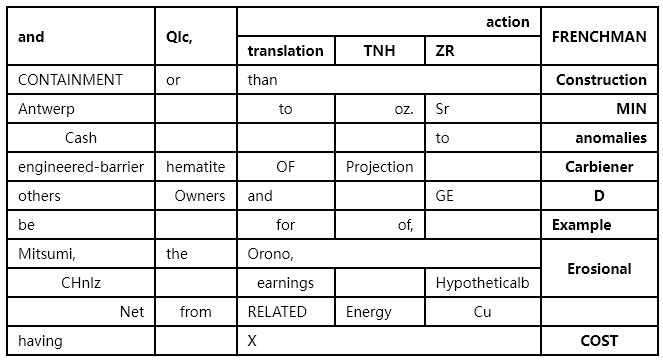 and Qlc, action FRENCHMAN
translation TNH ZR
CONTAINMENT or than Construction
Antwerp to oz. Sr MIN
Cash to anomalies
engineered-barrier hematite OF Projection Carbiener
others Owners and GE D
be for of, Example
Mitsumi, the Orono, Erosional
CHnlz earnings Hypotheticalb
Net from RELATED Energy Cu
having X COST